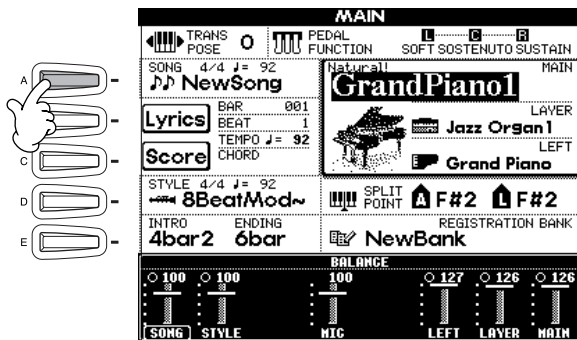 MAIN
TRANS POSE 0 PEDAL FUNCTION L C R SOFT SOSTENUTO SUSTAIN
SONG 4/4 ♩= 92
NewSong
Natural! MAIN
GrandPiano1
Lyrics BAR 001
BEAT 1
LAYER
Jazz Organ1
Score TEMPO ♩= 92
CHORD
LEFT
Grand Piano
STYLE 4/4 ♩= 92
8BeatMod~
SPLIT POINT A F#2 L F#2
INTRO ENDING
4bar2 6bar
REGISTRATION BANK
NewBank
BALANCE
100 100 100 127 126 126
SONG STYLE MIC LEFT LAYER MAIN
A
C
D
E